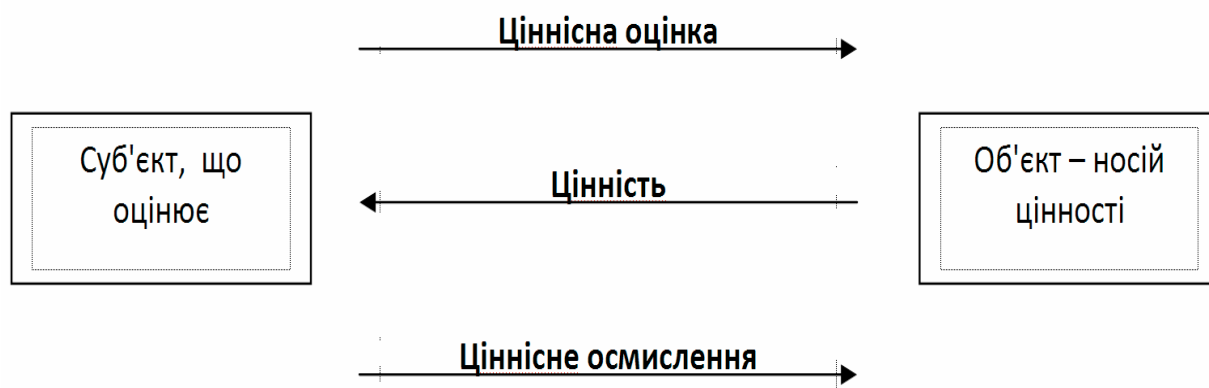 Ціннісна оцінка
Суб'єкт, що
оцінює
Цінність
Об'єкт – носій
цінності
Ціннісне осмислення